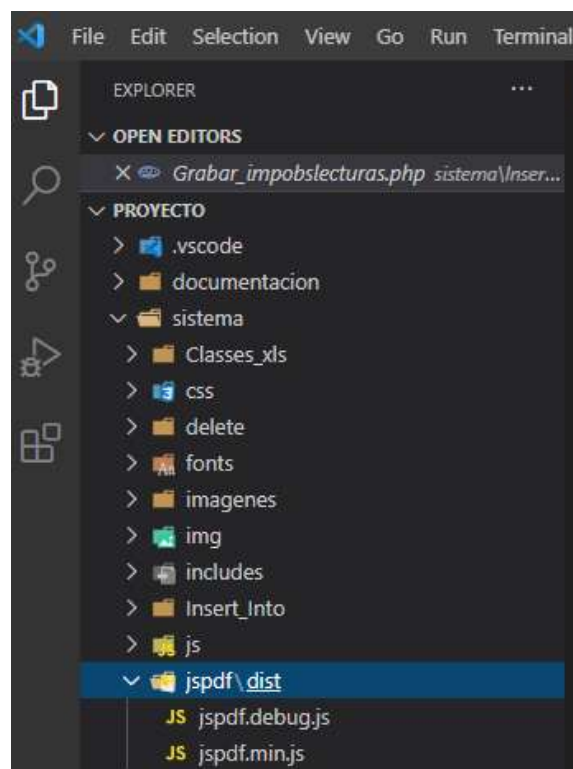 File Edit Selection View Go Run Terminal
EXPLORER ...
OPEN EDITORS
Grabar_impobslecturas.php sistema\Inser...
PROYECTO
.vscode
documentacion
sistema
Classes_xls
css
delete
fonts
imagenes
img
includes
Insert_Into
js
jspdf\dist
JS jspdf.debug.js
JS jspdf.min.js